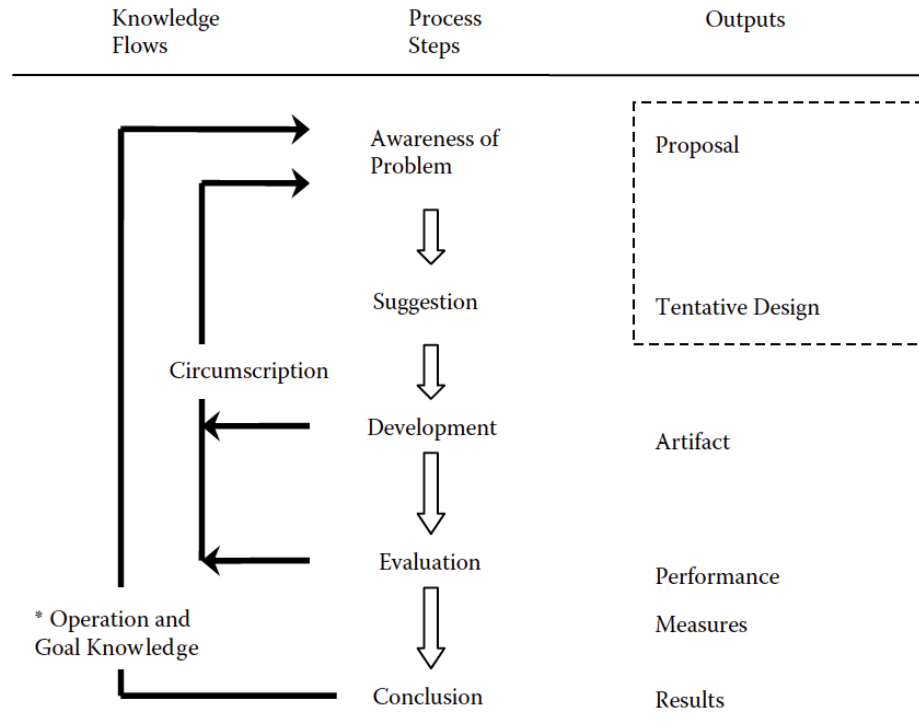 Knowledge
Flows
Process
Steps
Outputs
Awareness of
Problem
Proposal
Suggestion
Tentative Design
Circumscription
Development
Artifact
Evaluation
Performance
* Operation and
Goal Knowledge
Measures
Conclusion
Results